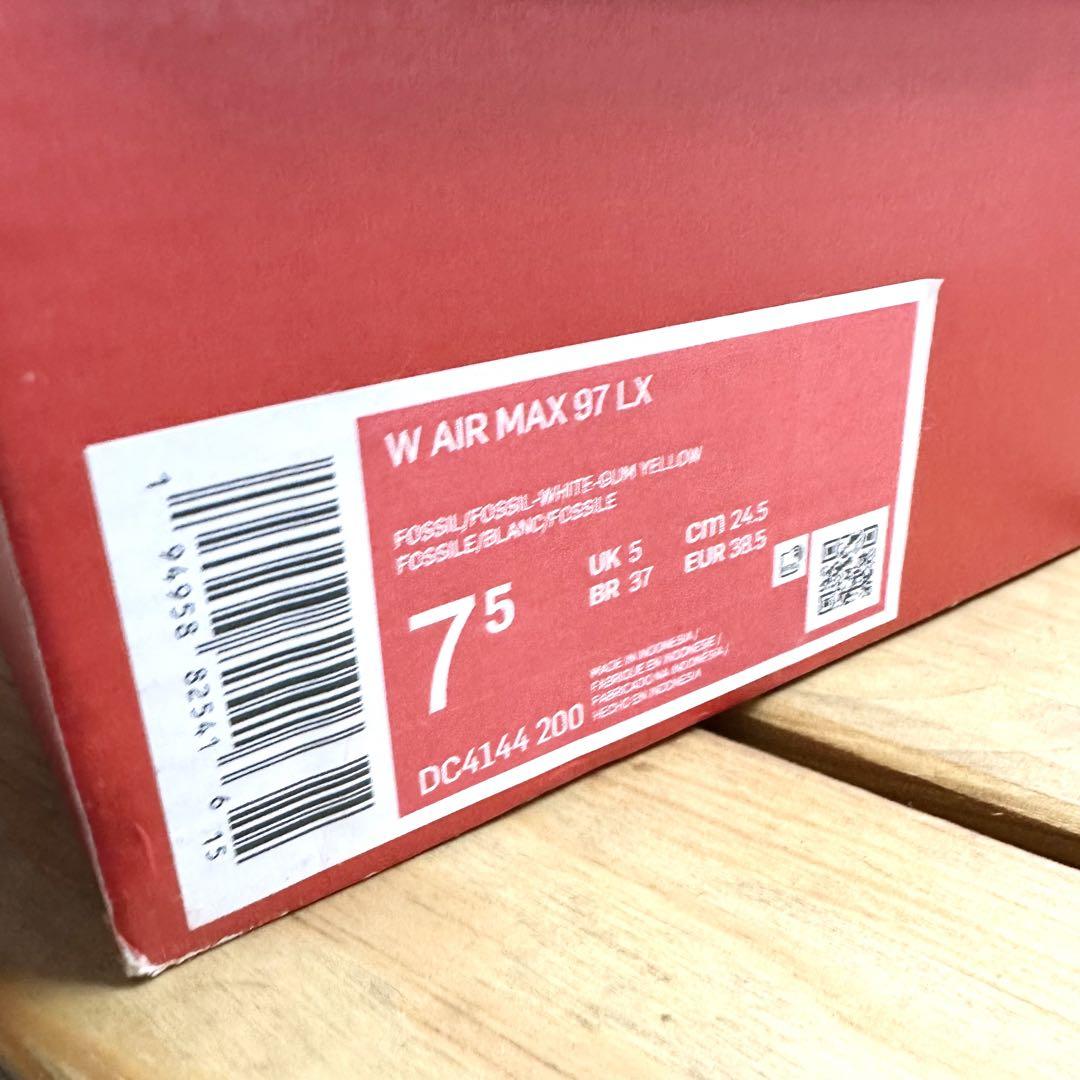 W AIR MAX 97 LX
FOSSIL/FOSSIL-WHITE-GUM YELLOW
FOSSILE/BLANC/FOSSILE
7 5
UK 5
BR 37
cm 24.5
EUR 38.5
MADE IN INDONESIA /
FABRIQUE EN INDONESIE /
FABRICADO NA INDONESIA /
HECHO EN INDONESIA
DC4144 200
1 94958 82541 6 15